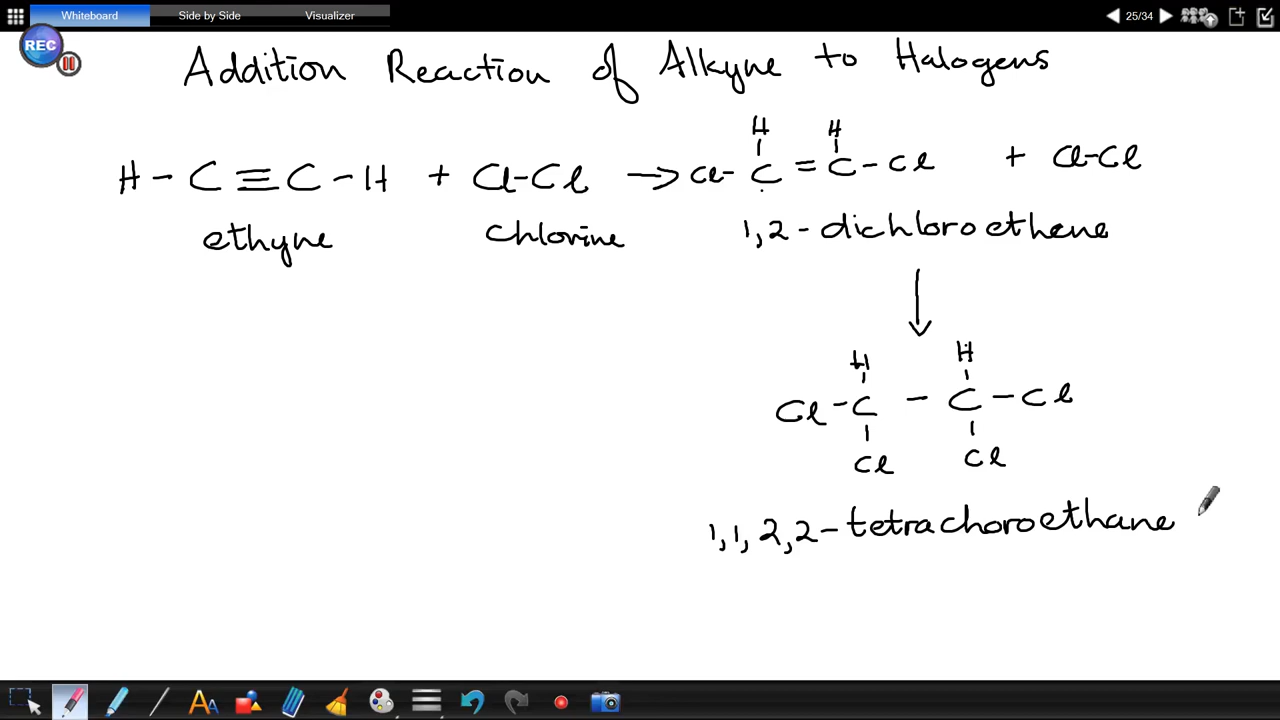 Whiteboard Side by Side Visualizer 25/34
REC
Addition Reaction of Alkyne to Halogens
H H
H - C ≡ C - H + Cl-Cl → Cl- C = C - Cl + Cl-Cl
ethyne chlorine 1,2 - dichloroethene
↓
H H
Cl - C - C - Cl
Cl Cl
1,1,2,2-tetrachoroethane